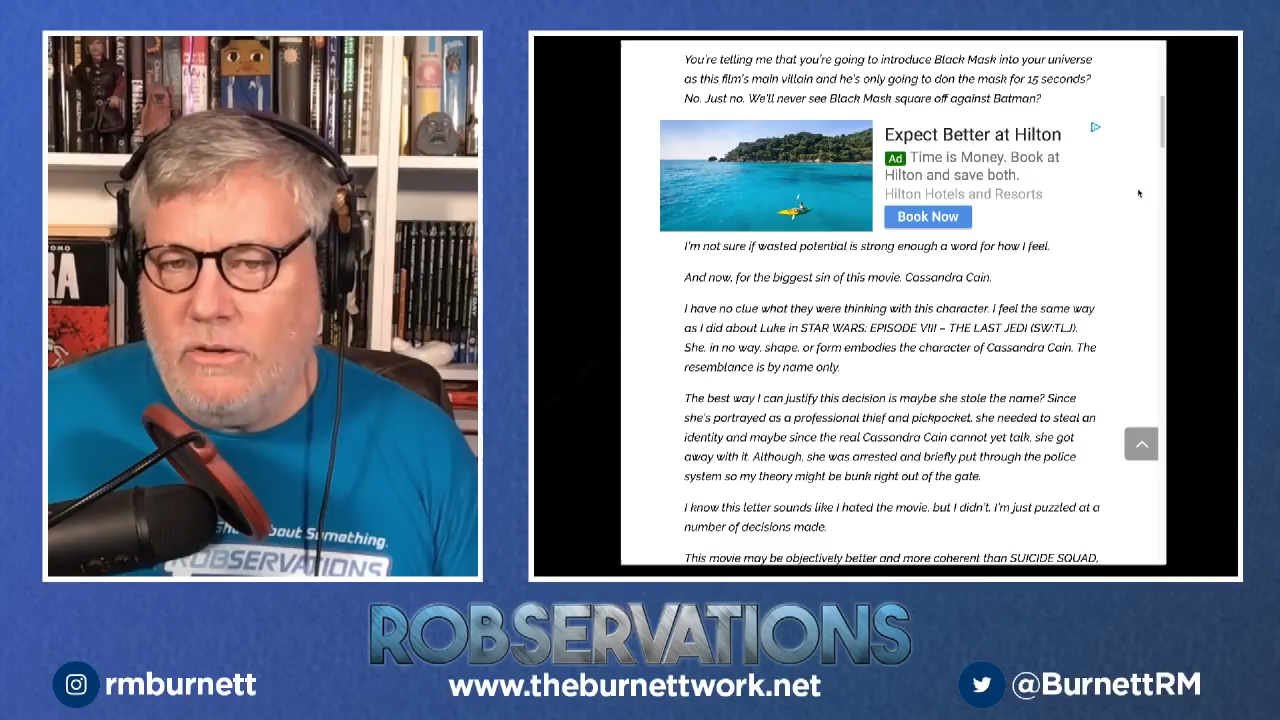 You're telling me that you're going to introduce Black Mask into your universe
as this film's main villain and he's only going to don the mask for 15 seconds?
No. Just no. We'll never see Black Mask square off against Batman?
Expect Better at Hilton
Ad Time is Money. Book at
Hilton and save both.
Hilton Hotels and Resorts
Book Now
I'm not sure if wasted potential is strong enough a word for how I feel.
And now, for the biggest sin of this movie. Cassandra Cain.
I have no clue what they were thinking with this character. I feel the same way
as I did about Luke in STAR WARS: EPISODE VIII – THE LAST JEDI (SW:TLJ).
She, in no way, shape, or form embodies the character of Cassandra Cain. The
resemblance is by name only.
The best way I can justify this decision is maybe she stole the name? Since
she's portrayed as a professional thief and pickpocket, she needed to steal an
identity and maybe since the real Cassandra Cain cannot yet talk, she got
away with it. Although, she was arrested and briefly put through the police
system so my theory might be bunk right out of the gate.
I know this letter sounds like I hated the movie, but I didn't. I'm just puzzled at a
number of decisions made.
This movie may be objectively better and more coherent than SUICIDE SQUAD,
bout Something.
ROBSERVATIONS
ROBSERVATIONS
rmburnett
www.theburnettwork.net
@BurnettRM